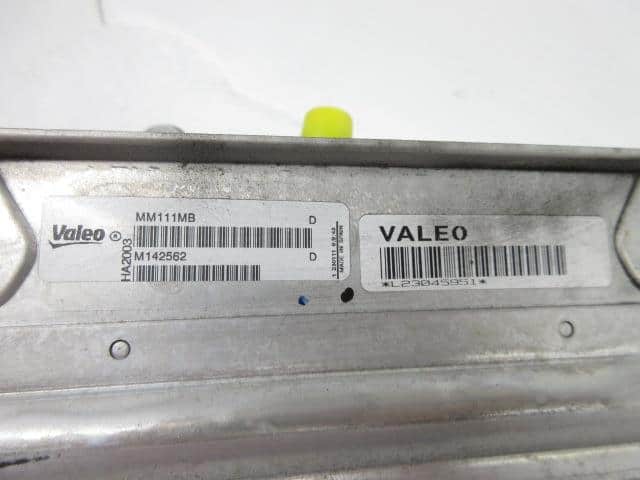 Valeo ®
HA2003
MM111MB D
M142562 D
MADE IN SPAIN
VALEO
*L23045951*